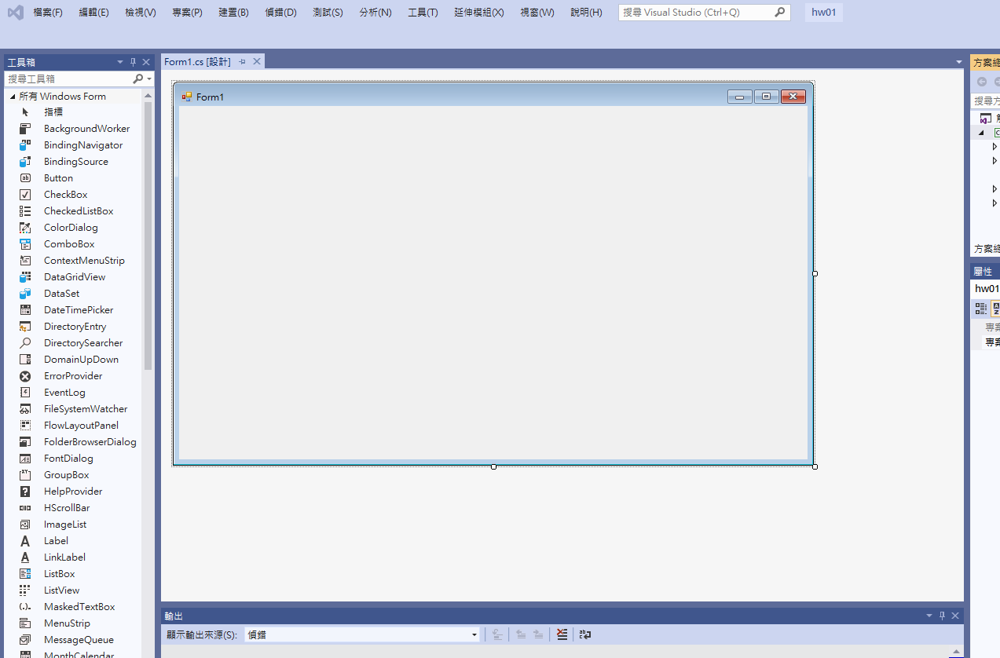 檔案(F) 編輯(E) 檢視(V) 專案(P) 建置(B) 偵錯(D) 測試(S) 分析(N) 工具(T) 延伸模組(X) 視窗(W) 說明(H) 搜尋 Visual Studio (Ctrl+Q) hw01
工具箱
搜尋工具箱
所有 Windows Form
指標
BackgroundWorker
BindingNavigator
BindingSource
Button
CheckBox
CheckedListBox
ColorDialog
ComboBox
ContextMenuStrip
DataGridView
DataSet
DateTimePicker
DirectoryEntry
DirectorySearcher
DomainUpDown
ErrorProvider
EventLog
FileSystemWatcher
FlowLayoutPanel
FolderBrowserDialog
FontDialog
GroupBox
HelpProvider
HScrollBar
ImageList
Label
LinkLabel
ListBox
ListView
MaskedTextBox
MenuStrip
MessageQueue
MonthCalendar
Form1.cs [設計]
Form1
輸出
顯示輸出來源(S): 偵錯
方案總
搜尋方
方案總
屬性
hw01
專案
專案